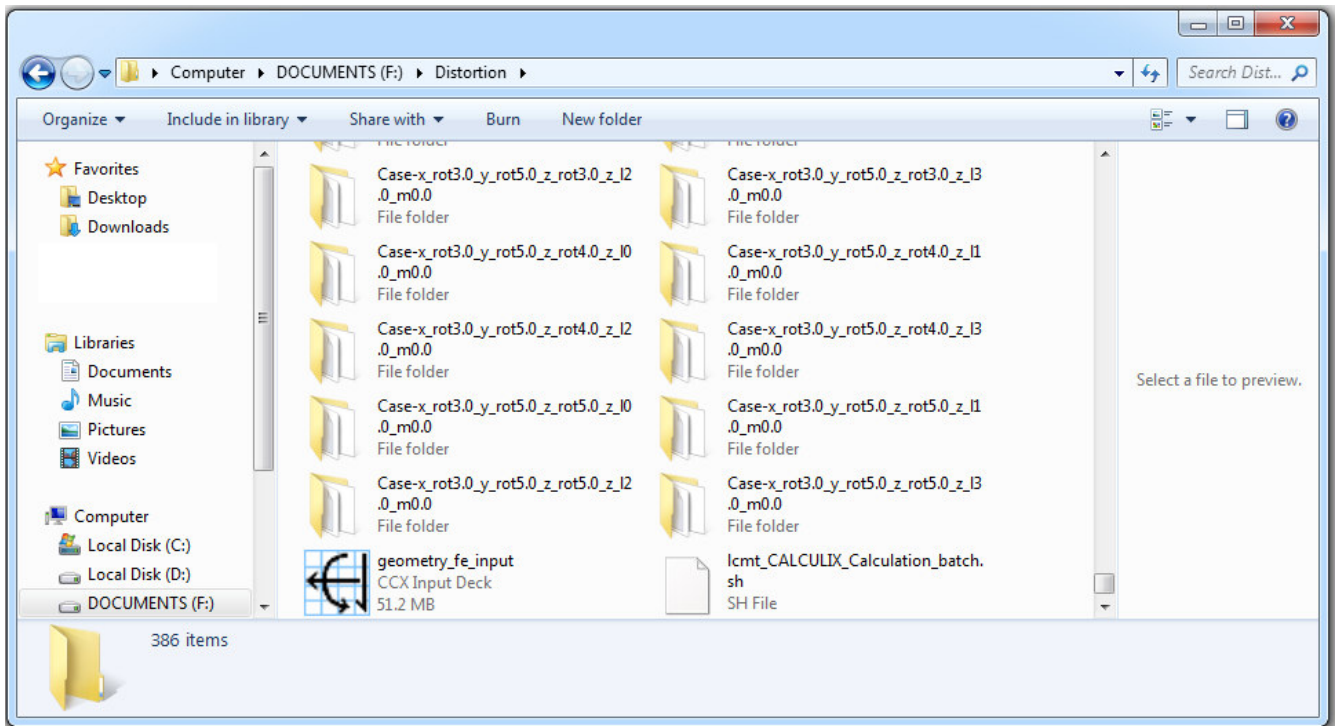 Computer ▸ DOCUMENTS (F:) ▸ Distortion ▸
Search Dist...
Organize
Include in library
Share with
Burn
New folder
Favorites
Desktop
Downloads
Libraries
Documents
Music
Pictures
Videos
Computer
Local Disk (C:)
Local Disk (D:)
DOCUMENTS (F:)
File folder
File folder
Case-x_rot3.0_y_rot5.0_z_rot3.0_z_l2
.0_m0.0
File folder
Case-x_rot3.0_y_rot5.0_z_rot3.0_z_l3
.0_m0.0
File folder
Case-x_rot3.0_y_rot5.0_z_rot4.0_z_l0
.0_m0.0
File folder
Case-x_rot3.0_y_rot5.0_z_rot4.0_z_l1
.0_m0.0
File folder
Case-x_rot3.0_y_rot5.0_z_rot4.0_z_l2
.0_m0.0
File folder
Case-x_rot3.0_y_rot5.0_z_rot4.0_z_l3
.0_m0.0
File folder
Case-x_rot3.0_y_rot5.0_z_rot5.0_z_l0
.0_m0.0
File folder
Case-x_rot3.0_y_rot5.0_z_rot5.0_z_l1
.0_m0.0
File folder
Case-x_rot3.0_y_rot5.0_z_rot5.0_z_l2
.0_m0.0
File folder
Case-x_rot3.0_y_rot5.0_z_rot5.0_z_l3
.0_m0.0
File folder
geometry_fe_input
CCX Input Deck
51.2 MB
lcmt_CALCULIX_Calculation_batch.
sh
SH File
Select a file to preview.
386 items